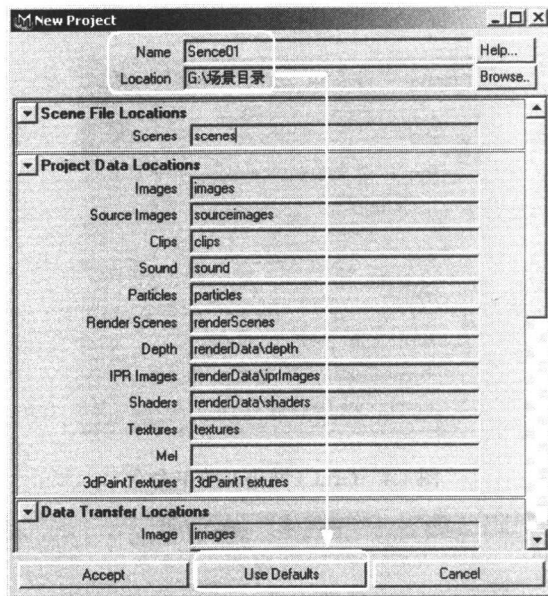 New Project
Name Sence01 Help...
Location G:\场景目录 Browse..
Scene File Locations
Scenes scenes
Project Data Locations
Images images
Source Images sourceimages
Clips clips
Sound sound
Particles particles
Render Scenes renderScenes
Depth renderData\depth
IPR Images renderData\iprImages
Shaders renderData\shaders
Textures textures
Mel
3dPaintTextures 3dPaintTextures
Data Transfer Locations
Image images
Accept Use Defaults Cancel